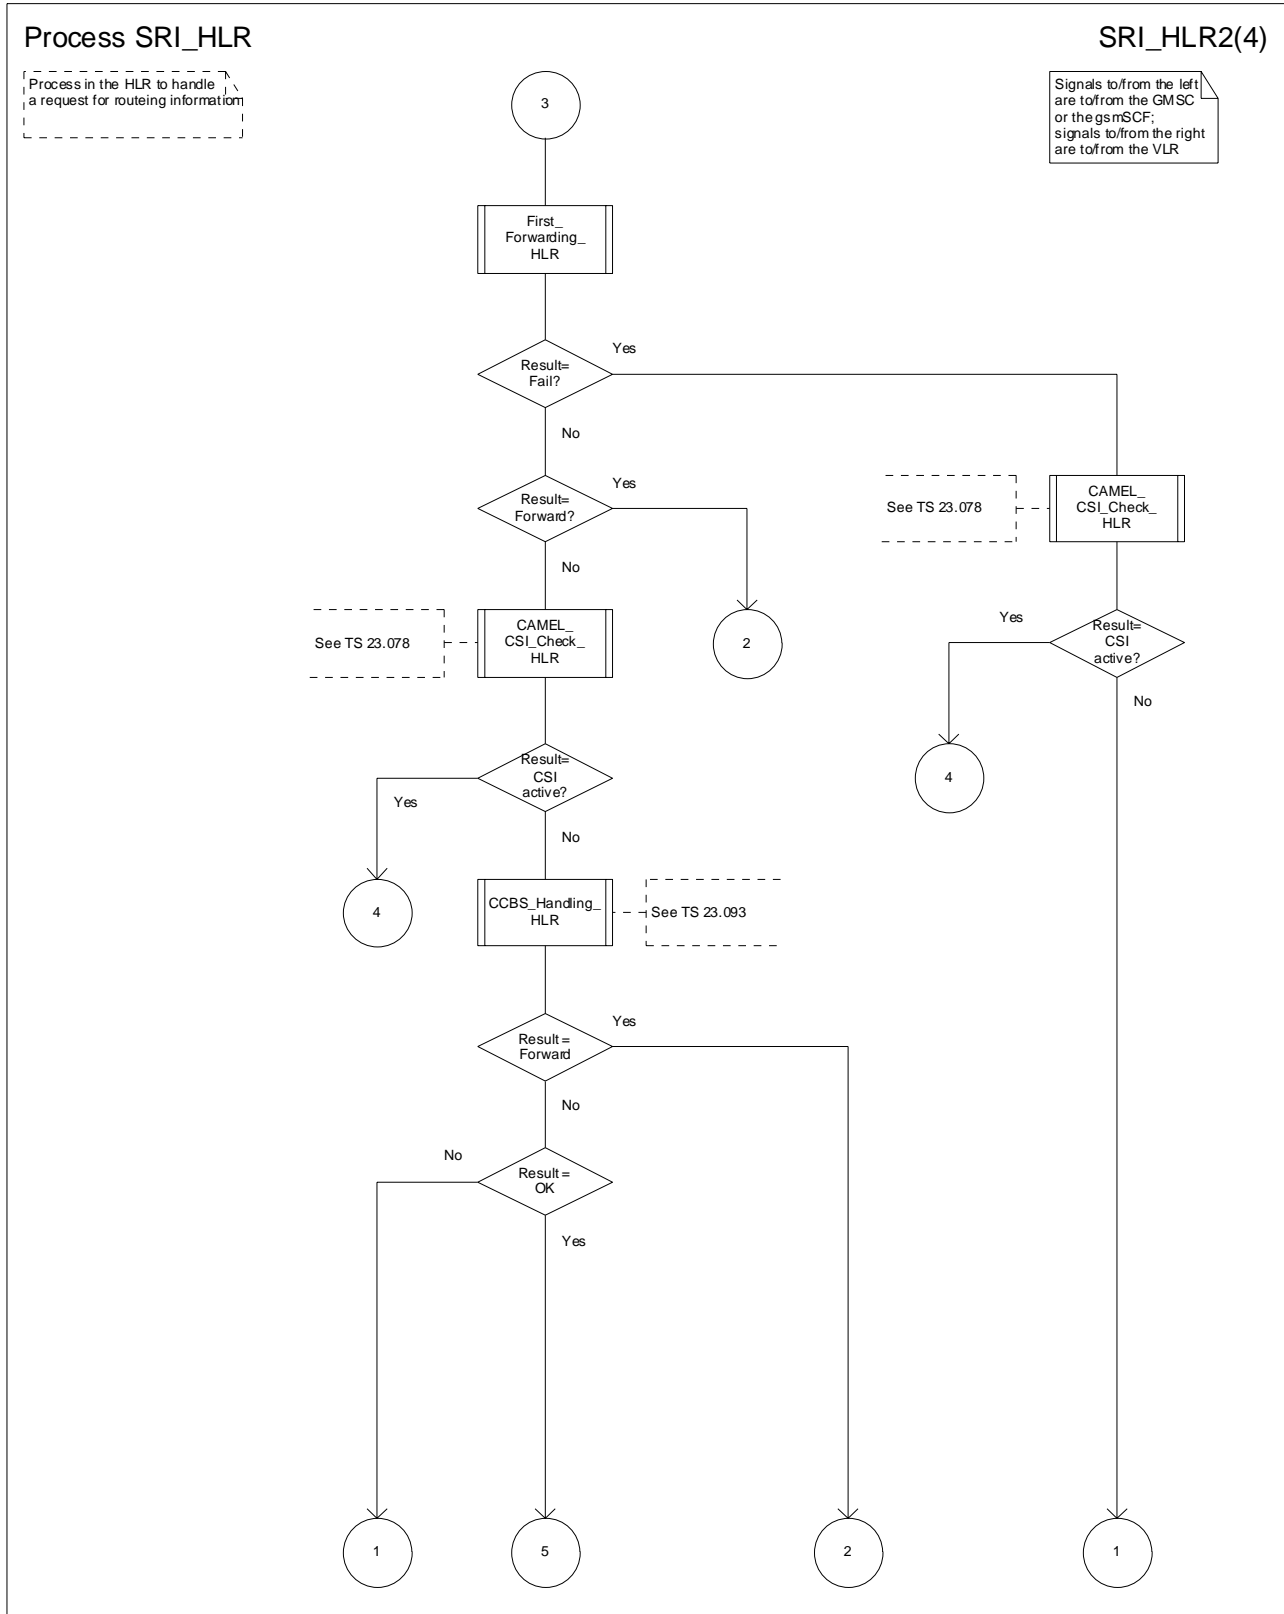 Process SRI_HLR
SRI_HLR2(4)
Process in the HLR to handle
a request for routeing information
Signals to/from the left
are to/from the GMSC
or the gsmSCF;
signals to/from the right
are to/from the VLR
3
First_
Forwarding_
HLR
Result=
Fail?
Yes
No
Result=
Forward?
Yes
No
See TS 23.078
CAMEL_
CSI_Check_
HLR
See TS 23.078
CAMEL_
CSI_Check_
HLR
2
Yes
Result=
CSI
active?
No
4
Result=
CSI
active?
Yes
No
4
CCBS_Handling_
HLR
See TS 23.093
Result=
Forward
Yes
No
No
Result=
OK
Yes
1
5
2
1